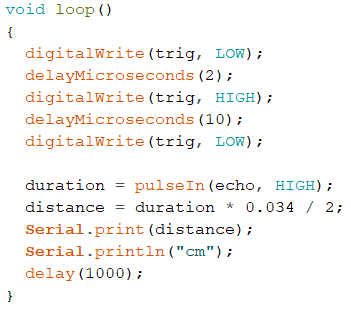 void loop()
{
  digitalWrite(trig, LOW);
  delayMicroseconds(2);
  digitalWrite(trig, HIGH);
  delayMicroseconds(10);
  digitalWrite(trig, LOW);

  duration = pulseIn(echo, HIGH);
  distance = duration * 0.034 / 2;
  Serial.print(distance);
  Serial.println("cm");
  delay(1000);
}